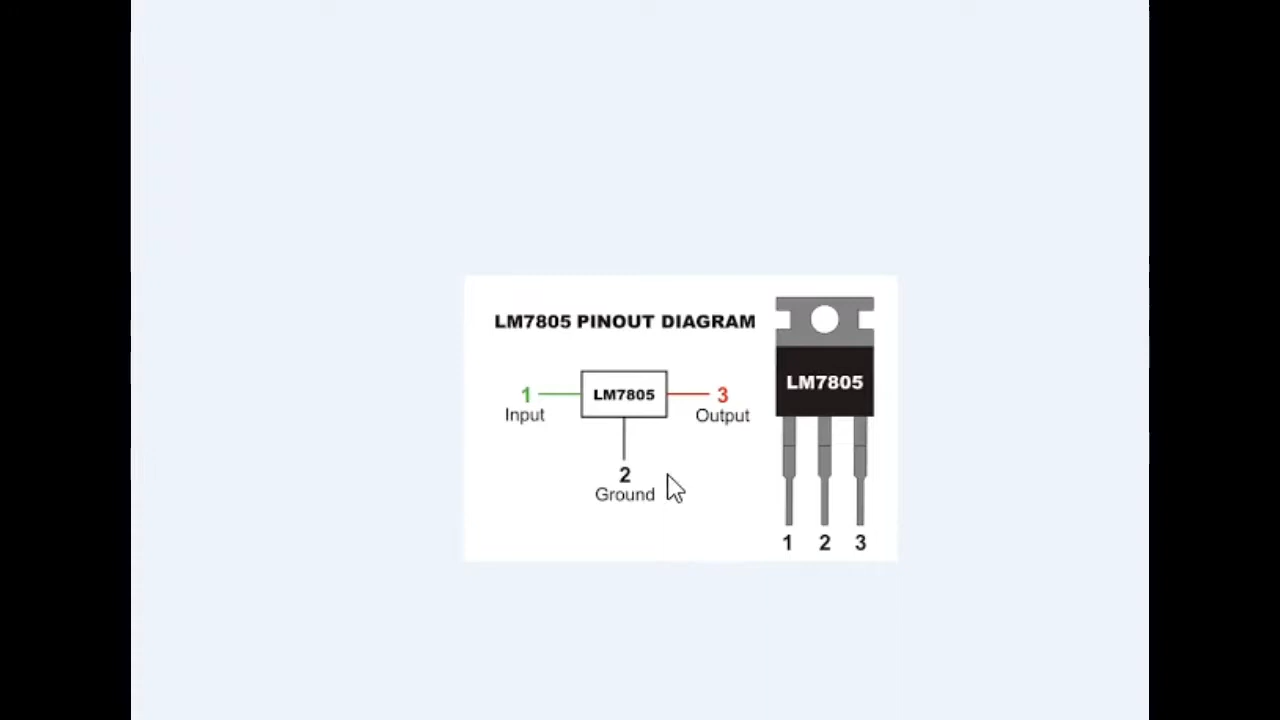 LM7805 PINOUT DIAGRAM
LM7805
1
LM7805
3
Input
Output
2
Ground
1 2 3